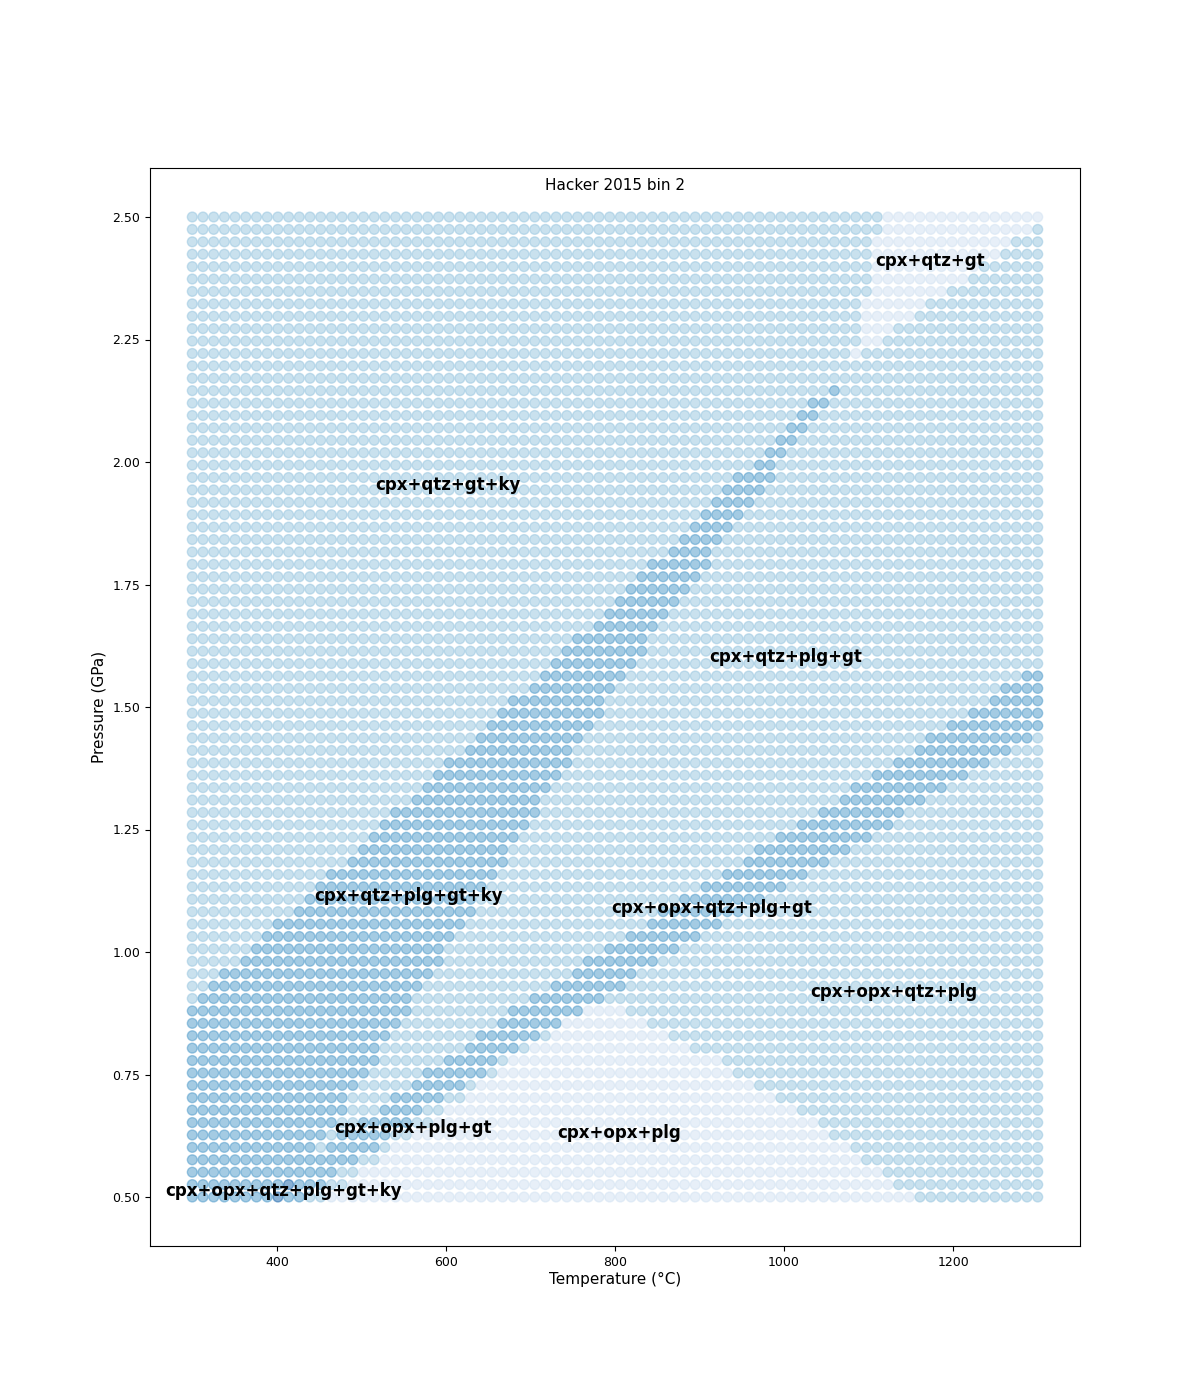 Hacker 2015 bin 2
2.50
cpx+qtz+gt
2.25
2.00
cpx+qtz+gt+ky
1.75
cpx+qtz+plg+gt
Pressure (GPa)
1.50
1.25
cpx+qtz+plg+gt+ky
cpx+opx+qtz+plg+gt
1.00
cpx+opx+qtz+plg
0.75
cpx+opx+plg+gt
cpx+opx+plg
cpx+opx+qtz+plg+gt+ky
0.50
400 600 800 1000 1200
Temperature (°C)